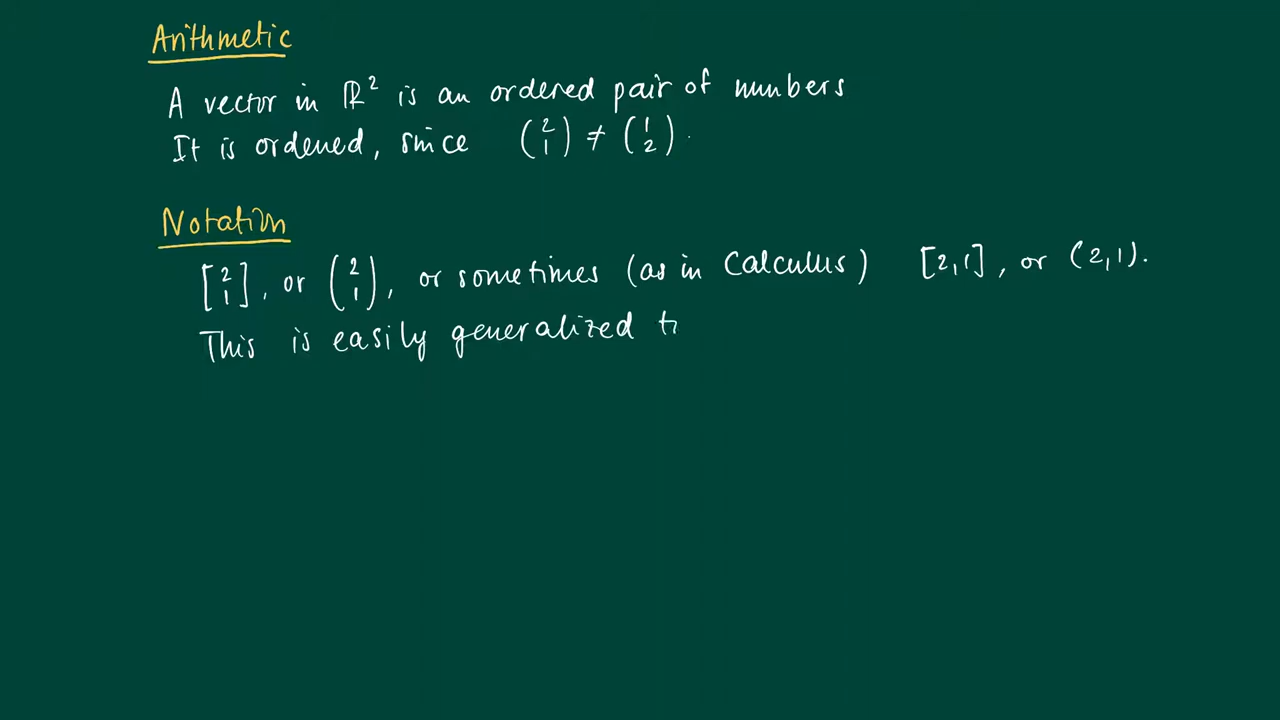 Arithmetic
A vector in ℝ² is an ordered pair of numbers
It is ordered, since (2 1) ≠ (1 2).
Notation
[2 1], or (2 1), or sometimes (as in Calculus) [2,1], or (2,1).
This is easily generalized t